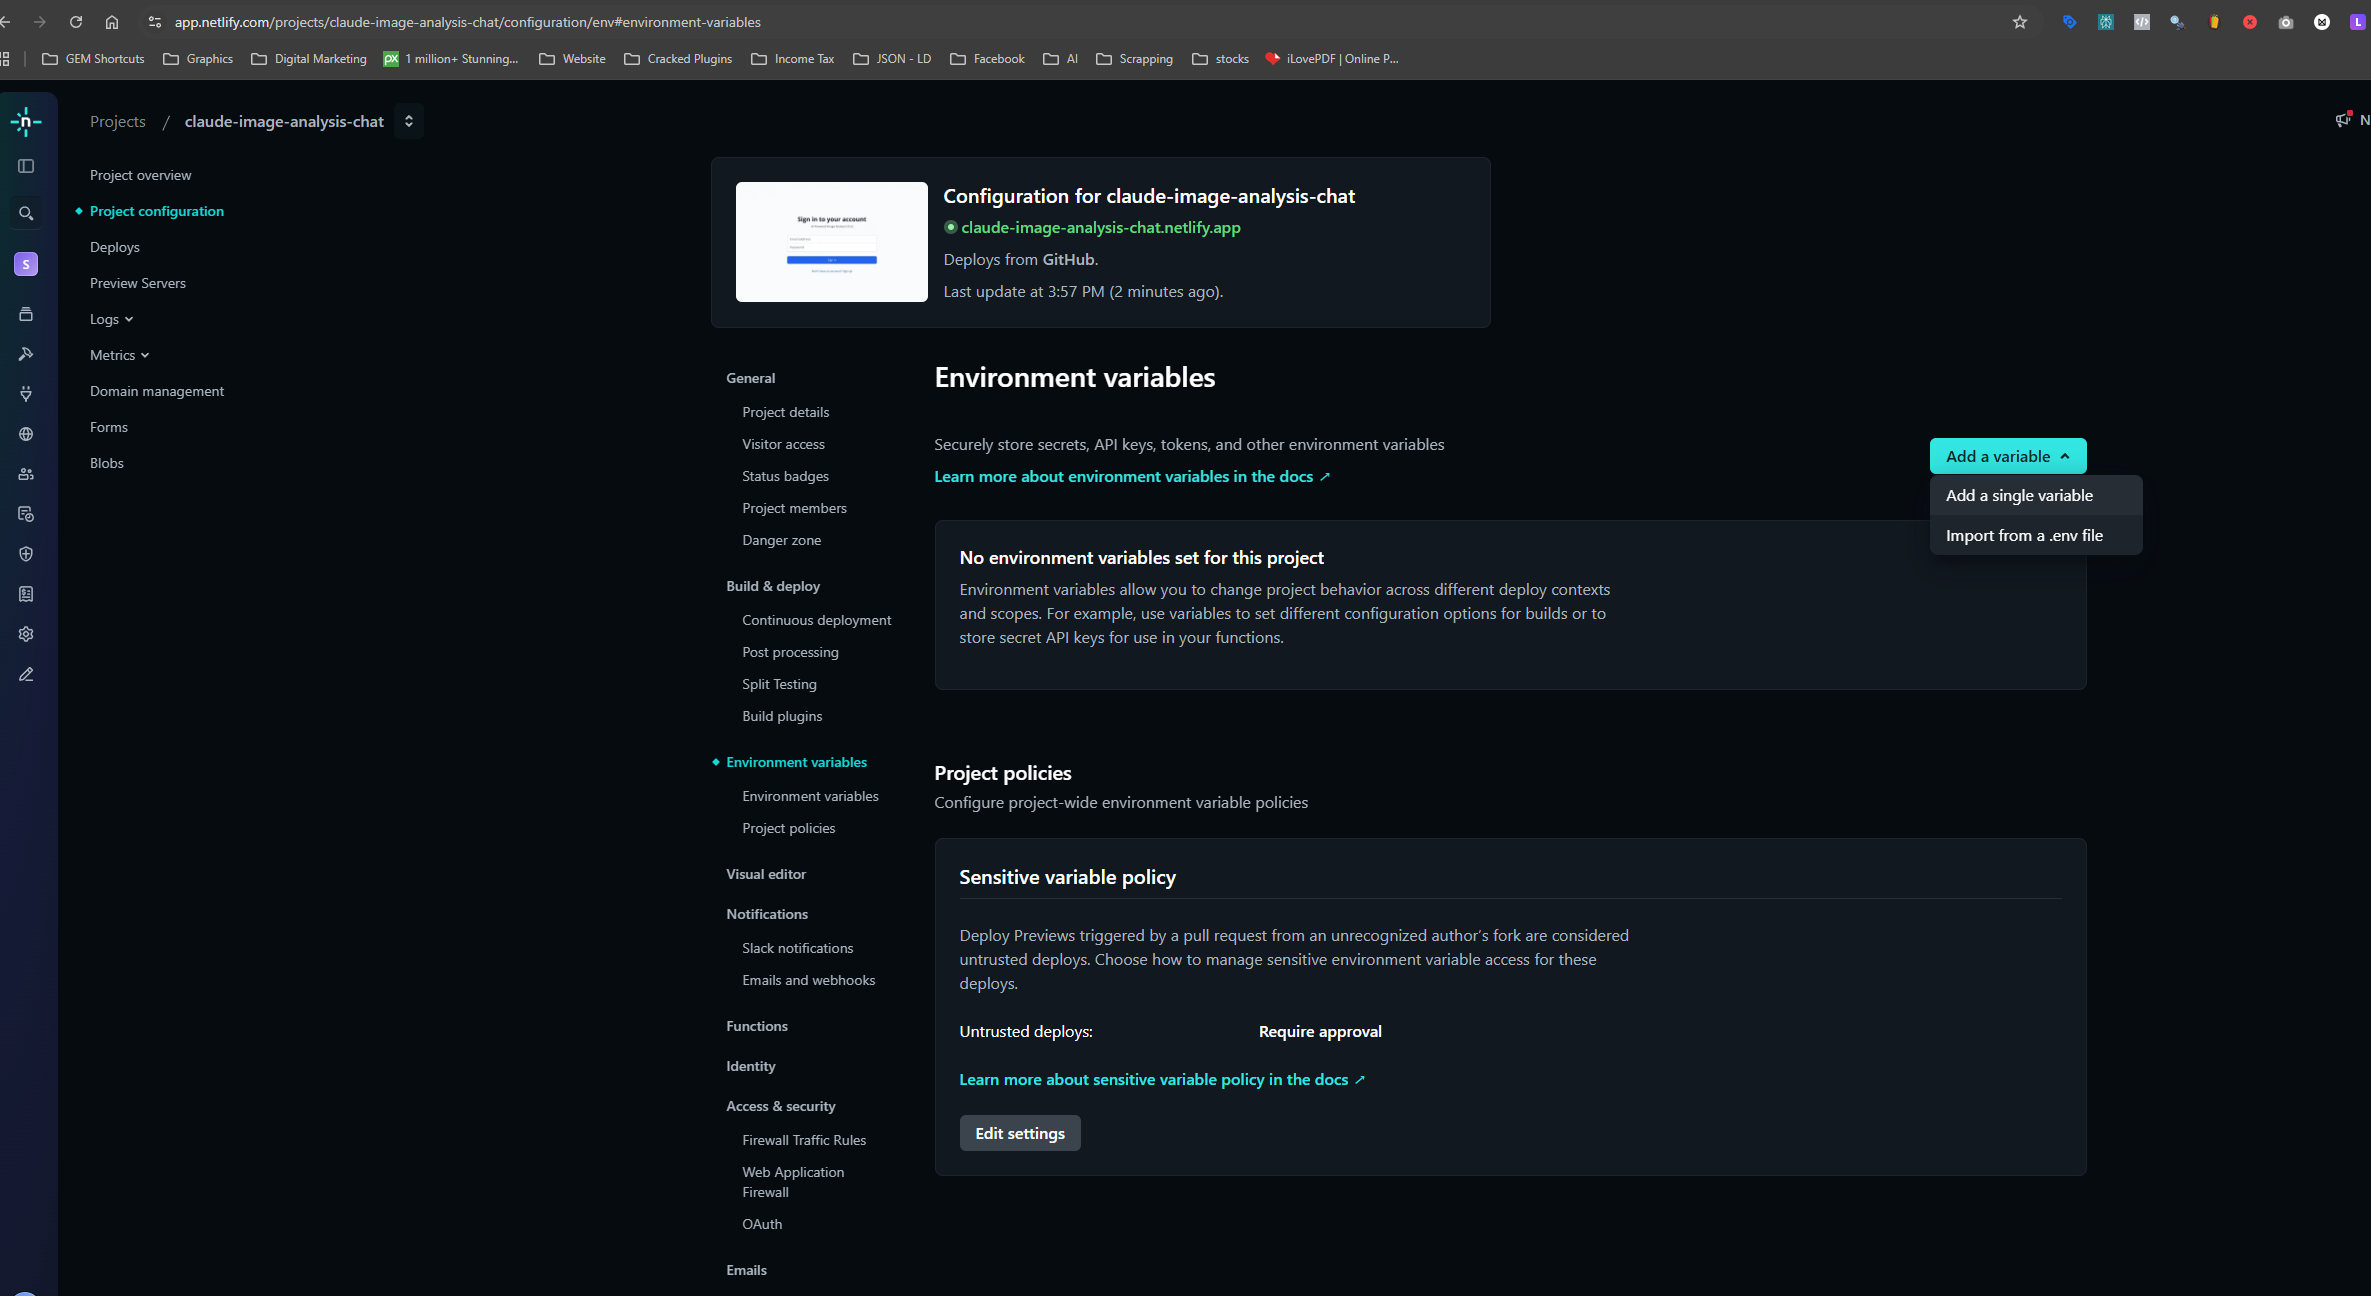 app.netlify.com/projects/claude-image-analysis-chat/configuration/env#environment-variables
L
GEM Shortcuts
Graphics
Digital Marketing
px
1 million+ Stunning...
Website
Cracked Plugins
Income Tax
JSON - LD
Facebook
AI
Scrapping
stocks
iLovePDF | Online P...
n
Projects / claude-image-analysis-chat
N
S
Project overview
Project configuration
Deploys
Preview Servers
Logs
Metrics
Domain management
Forms
Blobs
Sign in to your account
Configuration for claude-image-analysis-chat
claude-image-analysis-chat.netlify.app
Deploys from GitHub.
Last update at 3:57 PM (2 minutes ago).
General
Project details
Visitor access
Status badges
Project members
Danger zone
Build & deploy
Continuous deployment
Post processing
Split Testing
Build plugins
Environment variables
Environment variables
Project policies
Visual editor
Notifications
Slack notifications
Emails and webhooks
Functions
Identity
Access & security
Firewall Traffic Rules
Web Application
Firewall
OAuth
Emails
Environment variables
Securely store secrets, API keys, tokens, and other environment variables
Learn more about environment variables in the docs ↗
Add a variable
Add a single variable
Import from a .env file
No environment variables set for this project
Environment variables allow you to change project behavior across different deploy contexts
and scopes. For example, use variables to set different configuration options for builds or to
store secret API keys for use in your functions.
Project policies
Configure project-wide environment variable policies
Sensitive variable policy
Deploy Previews triggered by a pull request from an unrecognized author’s fork are considered
untrusted deploys. Choose how to manage sensitive environment variable access for these
deploys.
Untrusted deploys:
Require approval
Learn more about sensitive variable policy in the docs ↗
Edit settings